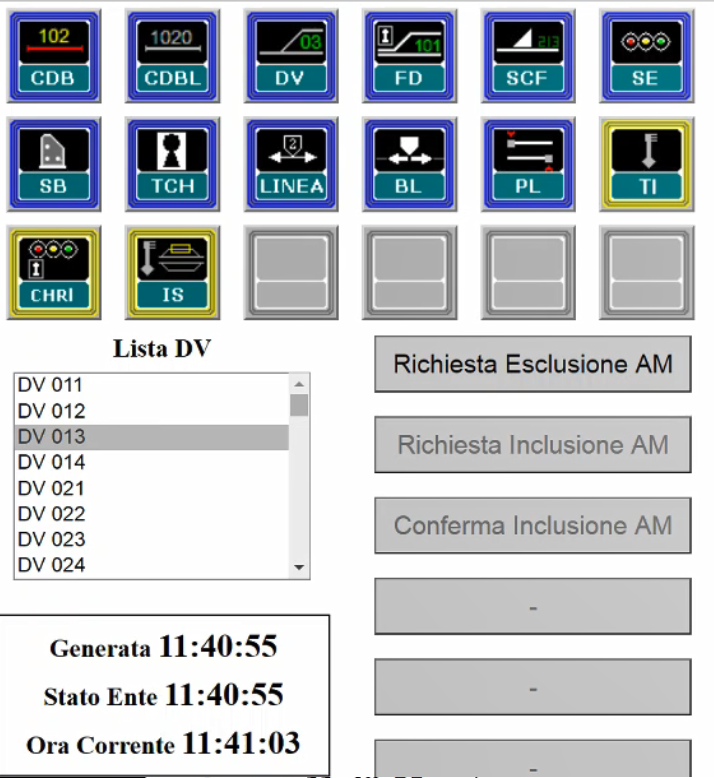 102
CDB
1020
CDBL
03
DV
101
FD
213
SCF
SE
SB
TCH
2
LINEA
BL
PL
TI
CHRI
IS
Lista DV
DV 011
DV 012
DV 013
DV 014
DV 021
DV 022
DV 023
DV 024
Richiesta Esclusione AM
Richiesta Inclusione AM
Conferma Inclusione AM
-
-
-
Generata 11:40:55
Stato Ente 11:40:55
Ora Corrente 11:41:03